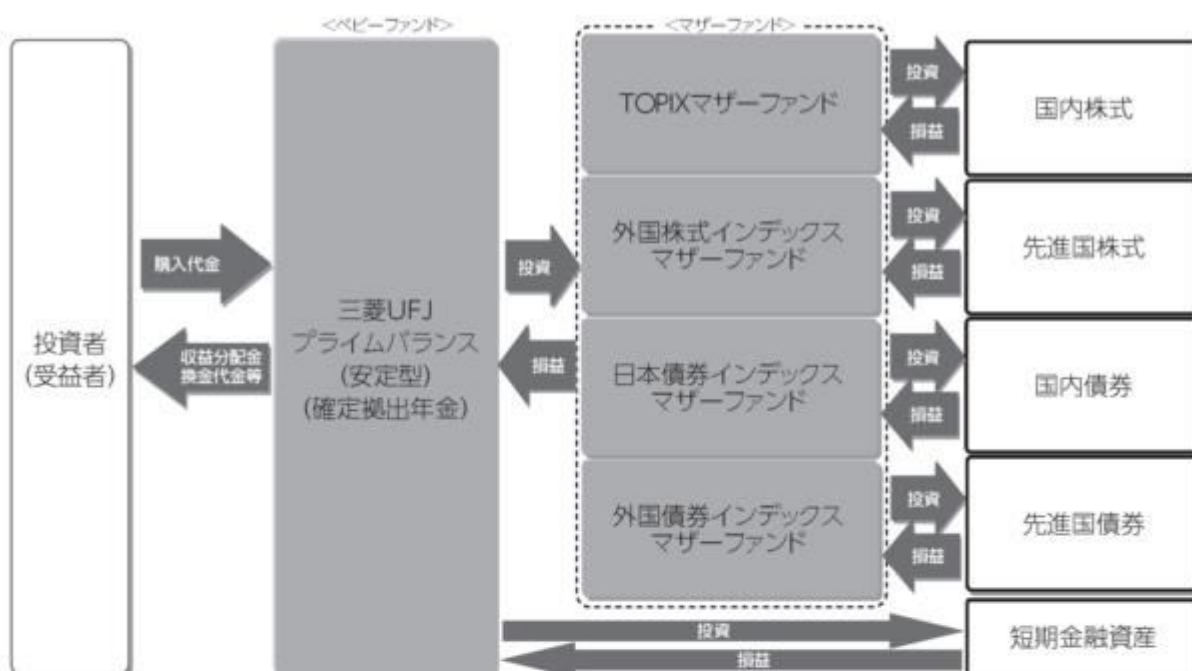 <ベビーファンド>
<マザーファンド>
投資者
(受益者)
購入代金
収益分配金
換金代金等
三菱UFJ
プライムバランス
(安定型)
(確定拠出年金)
投資
損益
TOPIXマザーファンド
投資
損益
国内株式
外国株式インデックス
マザーファンド
投資
損益
先進国株式
日本債券インデックス
マザーファンド
投資
損益
国内債券
外国債券インデックス
マザーファンド
投資
損益
先進国債券
投資
損益
短期金融資産